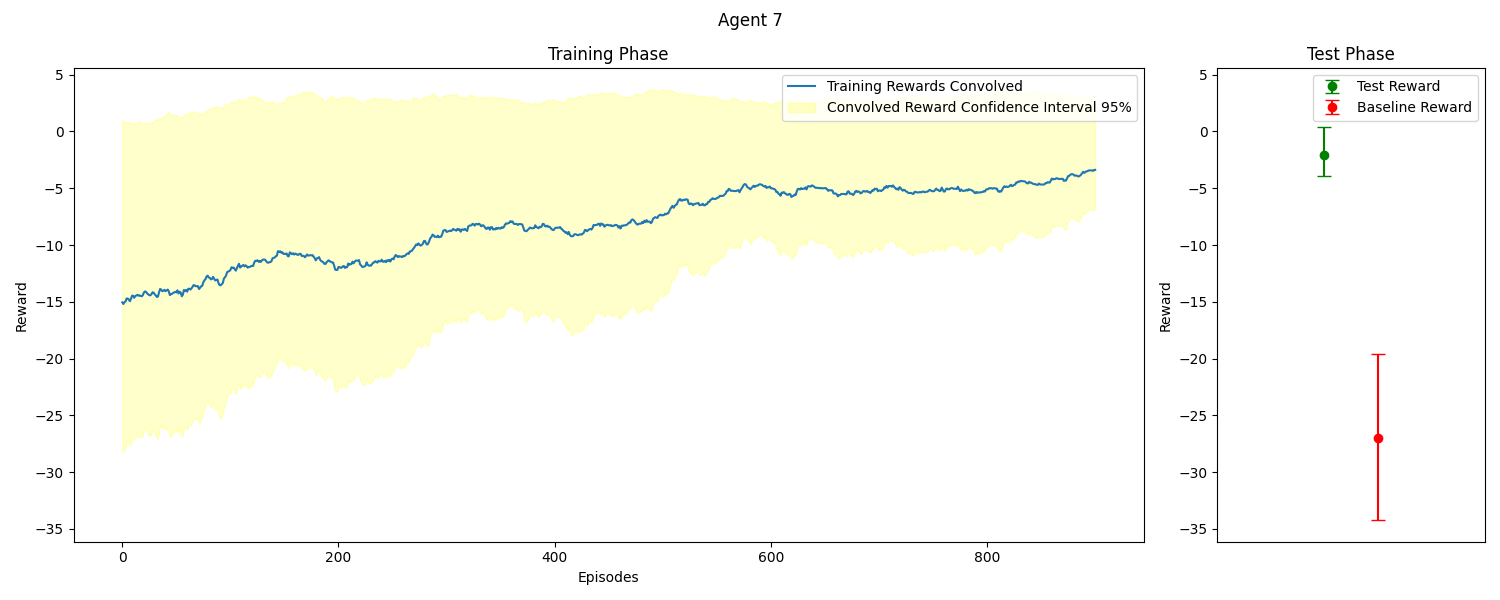 Agent 7
Training Phase
Training Rewards Convolved
Convolved Reward Confidence Interval 95%
5
0
−5
−10
−15
−20
−25
−30
−35
Reward
0
200
400
600
800
Episodes
Test Phase
Test Reward
Baseline Reward
5
0
−5
−10
−15
−20
−25
−30
−35
Reward